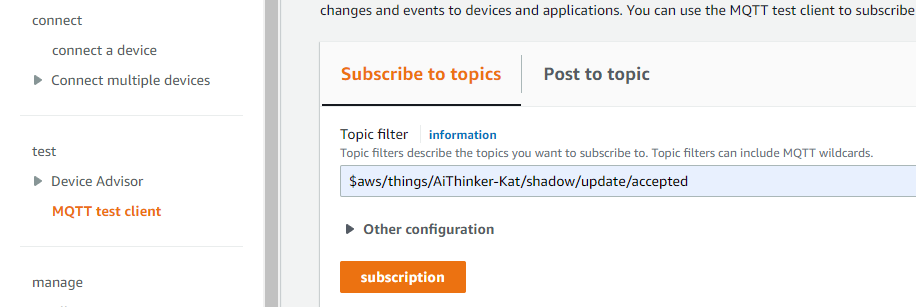 connect
connect a device
Connect multiple devices
test
Device Advisor
MQTT test client
manage
changes and events to devices and applications. You can use the MQTT test client to subscribe
Subscribe to topics
Post to topic
Topic filter
information
Topic filters describe the topics you want to subscribe to. Topic filters can include MQTT wildcards.
$aws/things/AiThinker-Kat/shadow/update/accepted
Other configuration
subscription